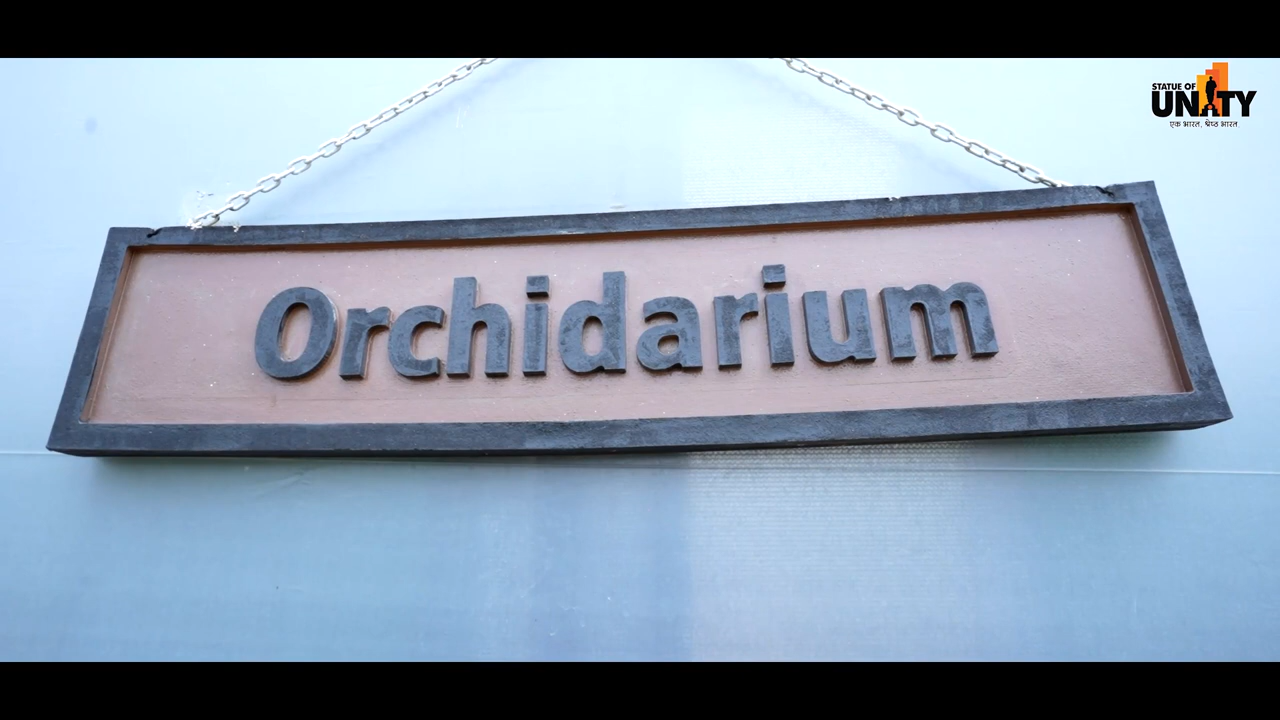 STATUE OF
UNITY
एक भारत, श्रेष्ठ भारत.
Orchidarium